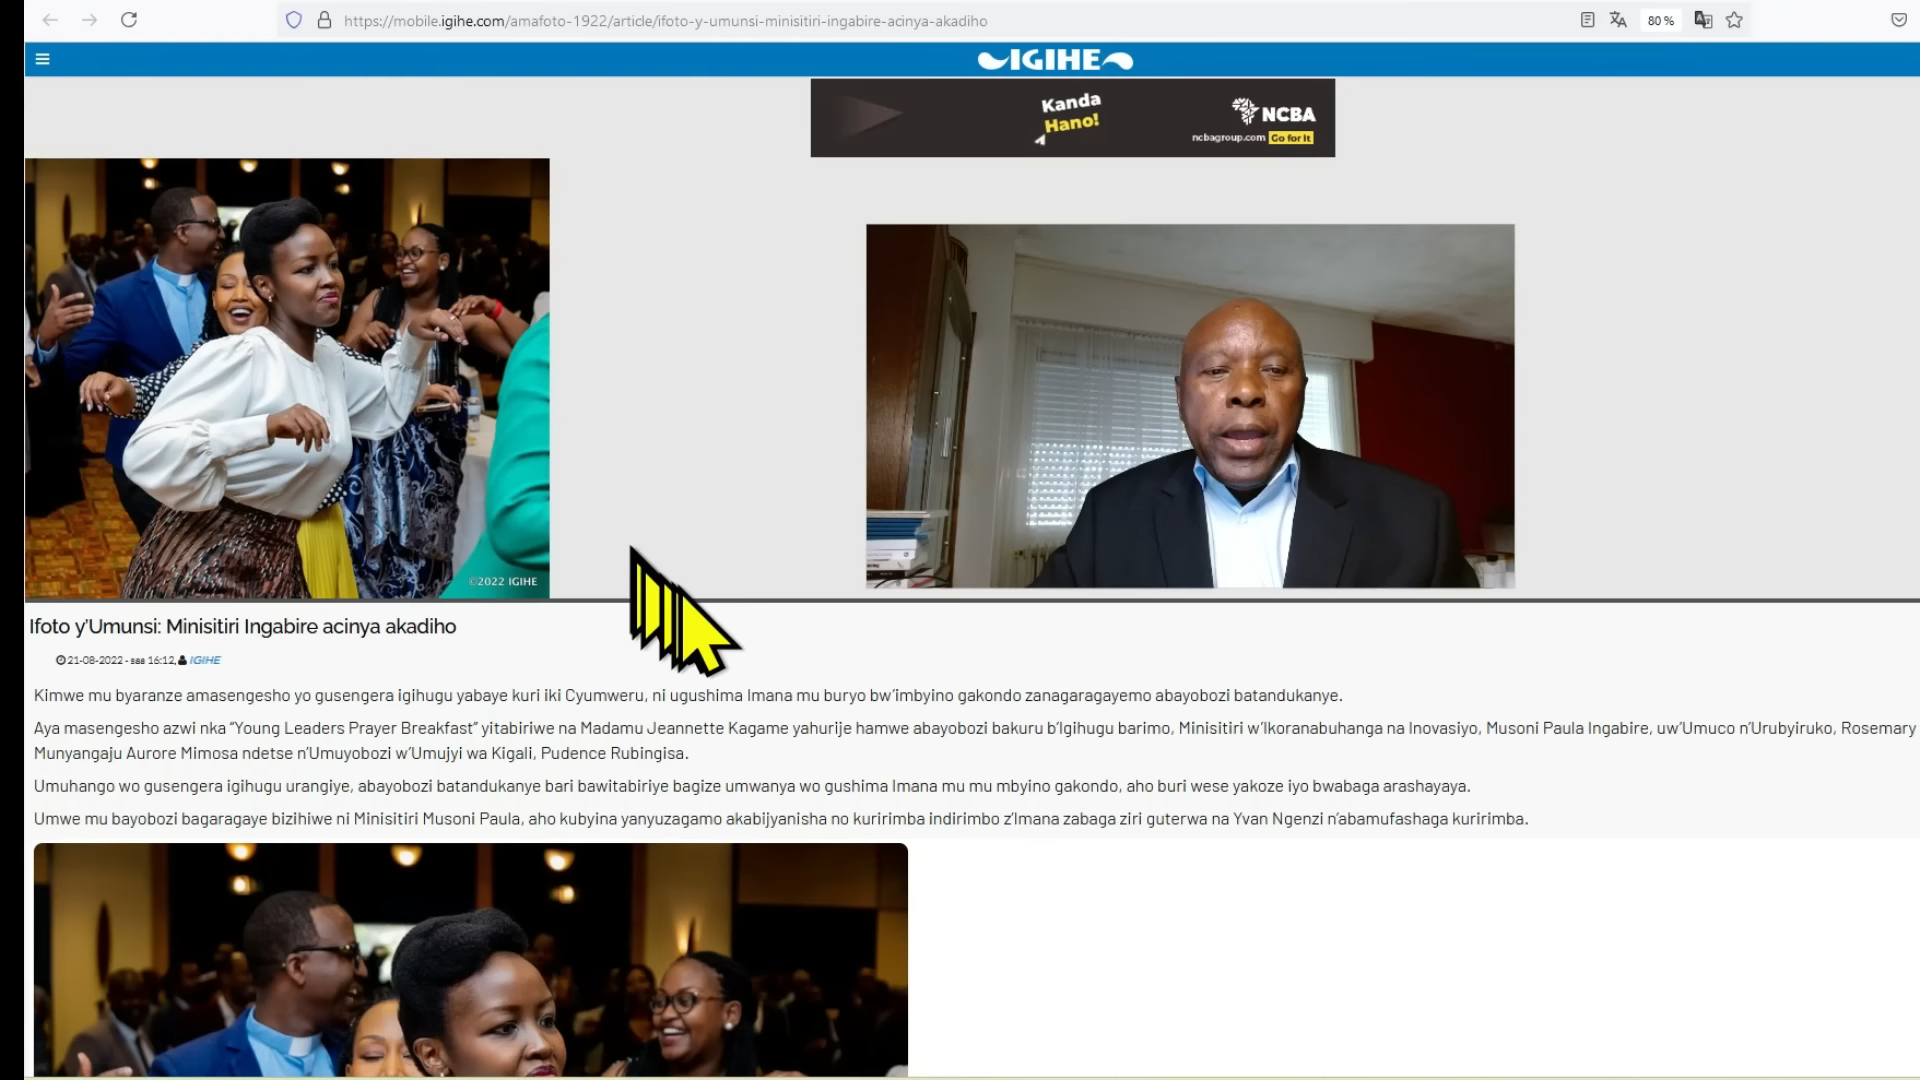 https://mobile.igihe.com/amafoto-1922/article/ifoto-y-umunsi-minisitiri-ingabire-acinya-akadiho
80 %
IGIHE
Kanda
Hano!
NCBA
ncbagroup.com Go for it
©2022 IGIHE
Ifoto y'Umunsi: Minisitiri Ingabire acinya akadiho
21-08-2022 - saa 16:12, IGIHE
Kimwe mu byaranze amasengesho yo gusengera igihugu yabaye kuri iki Cyumweru, ni ugushima Imana mu buryo bw'imbyino gakondo zanagaragayemo abayobozi batandukanye.
Aya masengesho azwi nka “Young Leaders Prayer Breakfast” yitabiriwe na Madamu Jeannette Kagame yahurije hamwe abayobozi bakuru b'Igihugu barimo, Minisitiri w'Ikoranabuhanga na Inovasiyo, Musoni Paula Ingabire, uw'Umuco n'Urubyiruko, Rosemary
Munyangaju Aurore Mimosa ndetse n'Umuyobozi w'Umujyi wa Kigali, Pudence Rubingisa.
Umuhango wo gusengera igihugu urangiye, abayobozi batandukanye bari bawitabiriye bagize umwanya wo gushima Imana mu mu mbyino gakondo, aho buri wese yakoze iyo bwabaga arashayaya.
Umwe mu bayobozi bagaragaye bizihiwe ni Minisitiri Musoni Paula, aho kubyina yanyuzagamo akabijyanisha no kuririmba indirimbo z'Imana zabaga ziri guterwa na Yvan Ngenzi n'abamufashaga kuririmba.